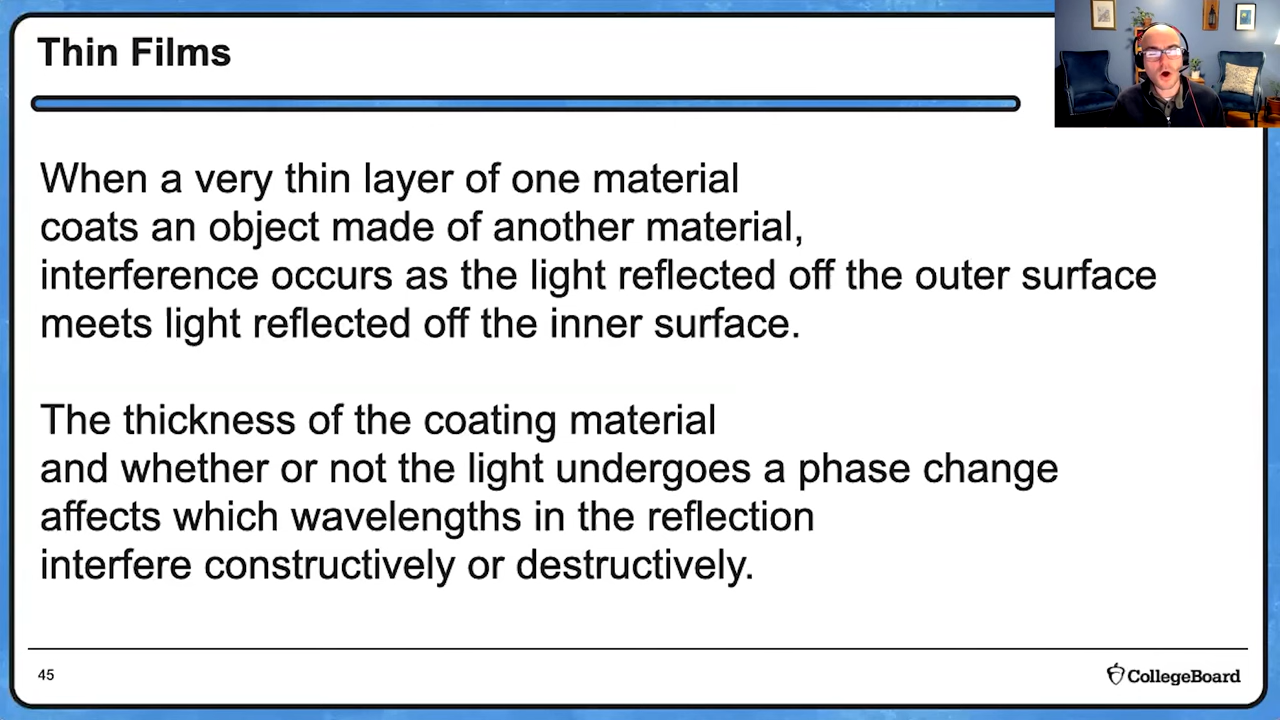 Thin Films
When a very thin layer of one material
coats an object made of another material,
interference occurs as the light reflected off the outer surface
meets light reflected off the inner surface.
The thickness of the coating material
and whether or not the light undergoes a phase change
affects which wavelengths in the reflection
interfere constructively or destructively.
45
CollegeBoard